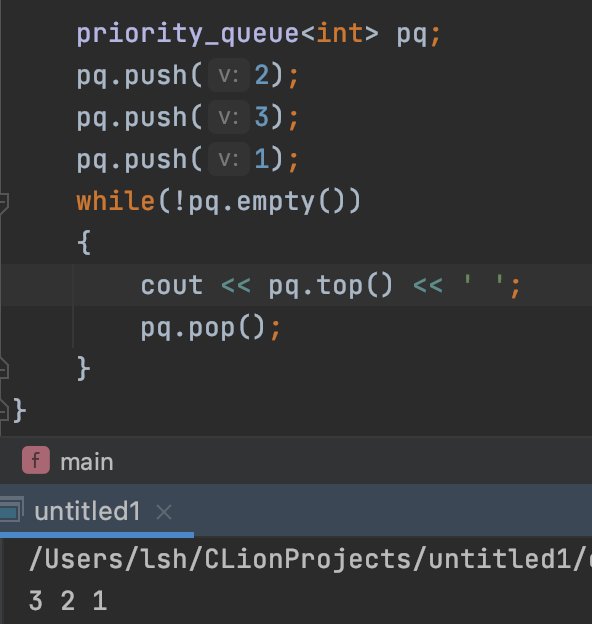 priority_queue<int> pq;
pq.push( v: 2);
pq.push( v: 3);
pq.push( v: 1);
while(!pq.empty())
{
cout << pq.top() << ' ';
pq.pop();
}
}
f main
untitled1 ×
/Users/lsh/CLionProjects/untitled1/
3 2 1